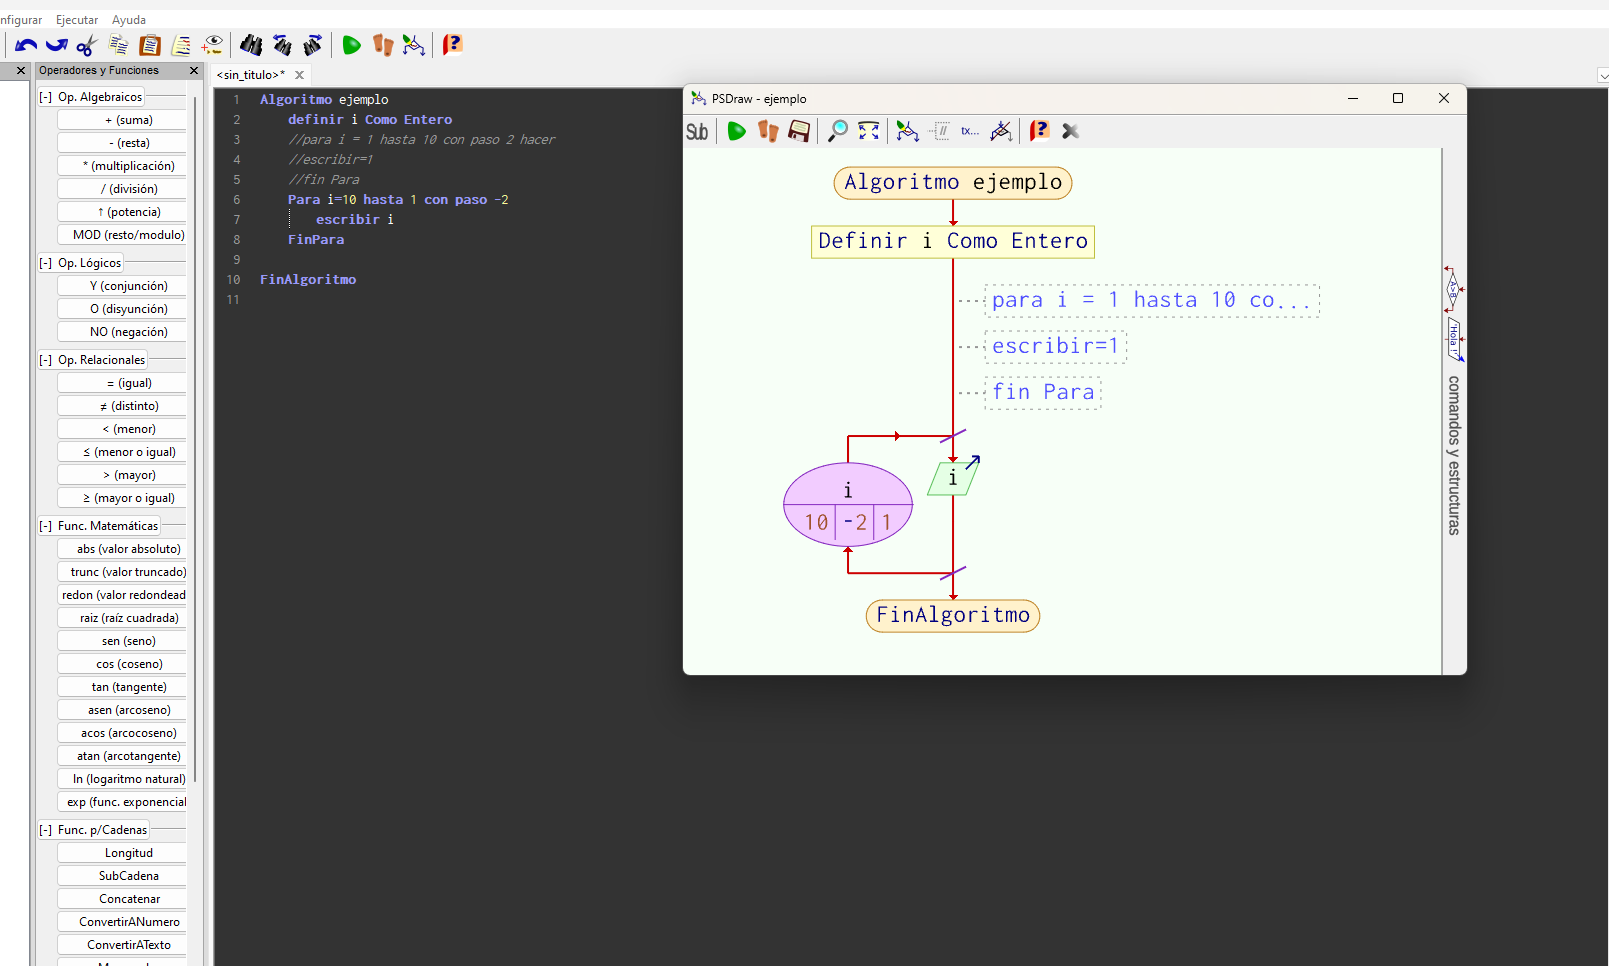 nfigurar Ejecutar Ayuda
Operadores y Funciones
<sin_titulo>*
[-] Op. Algebraicos
+ (suma)
- (resta)
* (multiplicación)
/ (división)
↑ (potencia)
MOD (resto/modulo)
[-] Op. Lógicos
Y (conjunción)
O (disyunción)
NO (negación)
[-] Op. Relacionales
= (igual)
≠ (distinto)
< (menor)
≤ (menor o igual)
> (mayor)
≥ (mayor o igual)
[-] Func. Matemáticas
abs (valor absoluto)
trunc (valor truncado)
redon (valor redondead
raiz (raíz cuadrada)
sen (seno)
cos (coseno)
tan (tangente)
asen (arcoseno)
acos (arcocoseno)
atan (arcotangente)
ln (logaritmo natural)
exp (func. exponencial
[-] Func. p/Cadenas
Longitud
SubCadena
Concatenar
ConvertirANumero
ConvertirATexto
1 Algoritmo ejemplo
2 definir i Como Entero
3 //para i = 1 hasta 10 con paso 2 hacer
4 //escribir=1
5 //fin Para
6 Para i=10 hasta 1 con paso -2
7 escribir i
8 FinPara
9
10 FinAlgoritmo
11
PSDraw - ejemplo
Sub
//
tx...
Algoritmo ejemplo
Definir i Como Entero
para i = 1 hasta 10 co...
escribir=1
fin Para
i
i
10 -2 1
FinAlgoritmo
A>B
"Hola !"
comandos y estructuras